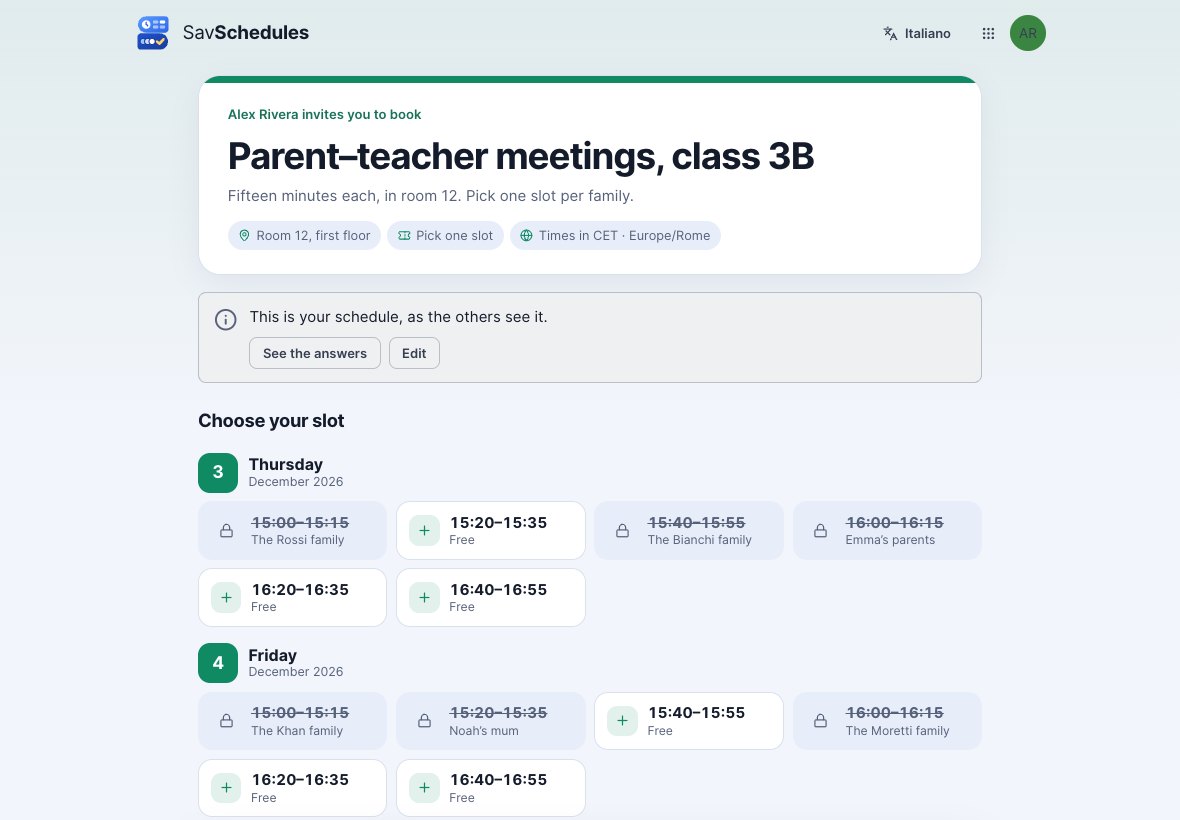 SavSchedules
Italiano
AR
Alex Rivera invites you to book
Parent–teacher meetings, class 3B
Fifteen minutes each, in room 12. Pick one slot per family.
Room 12, first floor
Pick one slot
Times in CET · Europe/Rome
This is your schedule, as the others see it.
See the answers
Edit
Choose your slot
3
Thursday
December 2026
15:00–15:15
The Rossi family
15:20–15:35
Free
15:40–15:55
The Bianchi family
16:00–16:15
Emma’s parents
16:20–16:35
Free
16:40–16:55
Free
4
Friday
December 2026
15:00–15:15
The Khan family
15:20–15:35
Noah’s mum
15:40–15:55
Free
16:00–16:15
The Moretti family
16:20–16:35
Free
16:40–16:55
Free